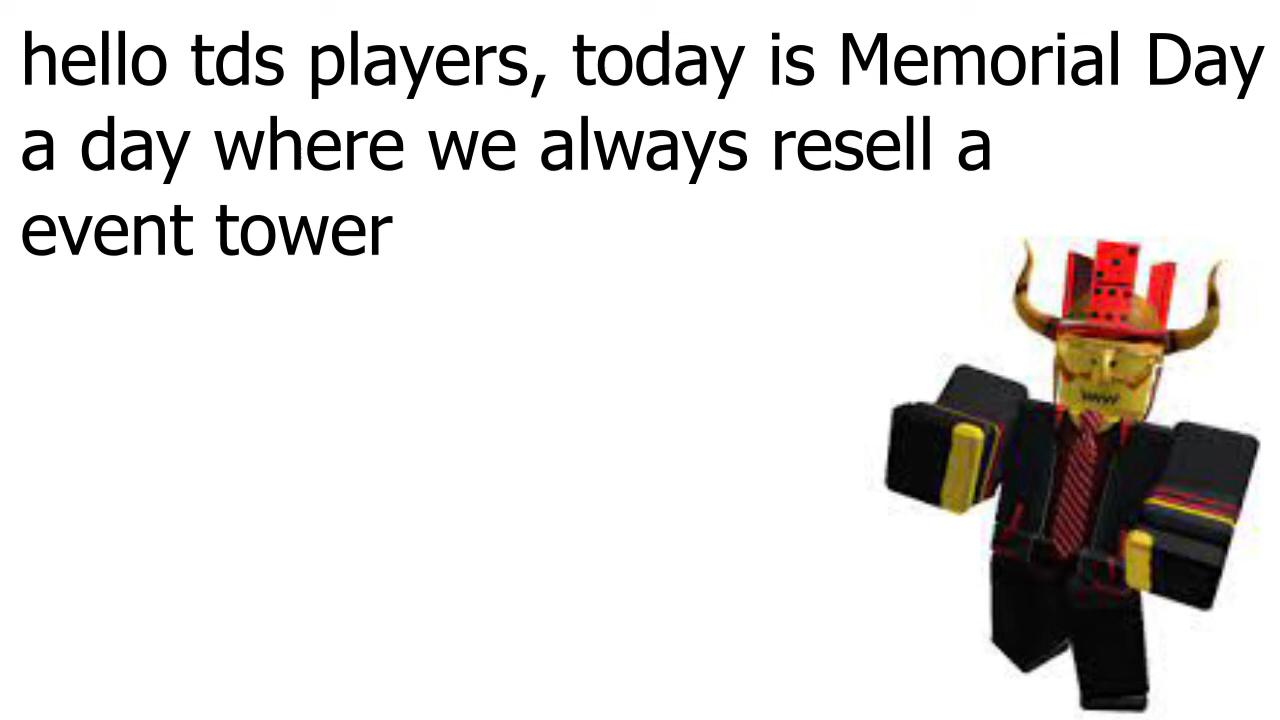 hello tds players, today is Memorial Day
a day where we always resell a
event tower